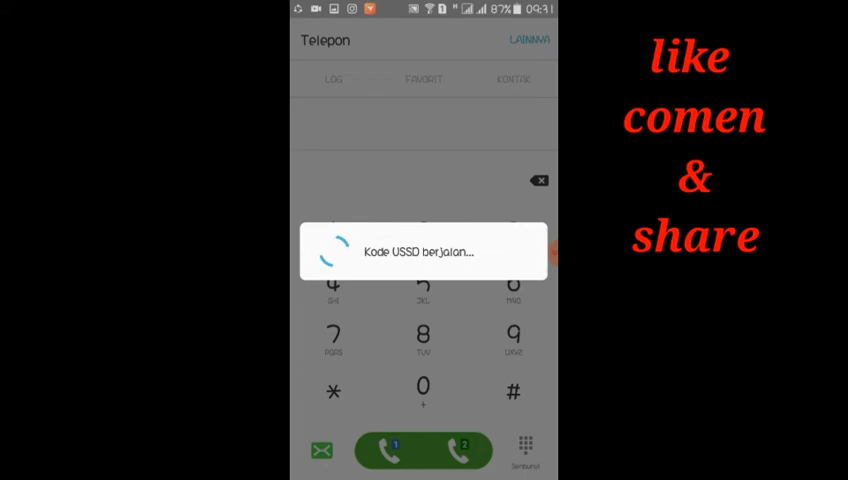 87% 09:31
Telepon
LAINNYA
LOG
FAVORIT
KONTAK
Kode USSD berjalan...
4
5
6
GHI
JKL
MNO
7
8
9
PQRS
TUV
WXYZ
*
0
#
+
1
2
like
comen
&
share